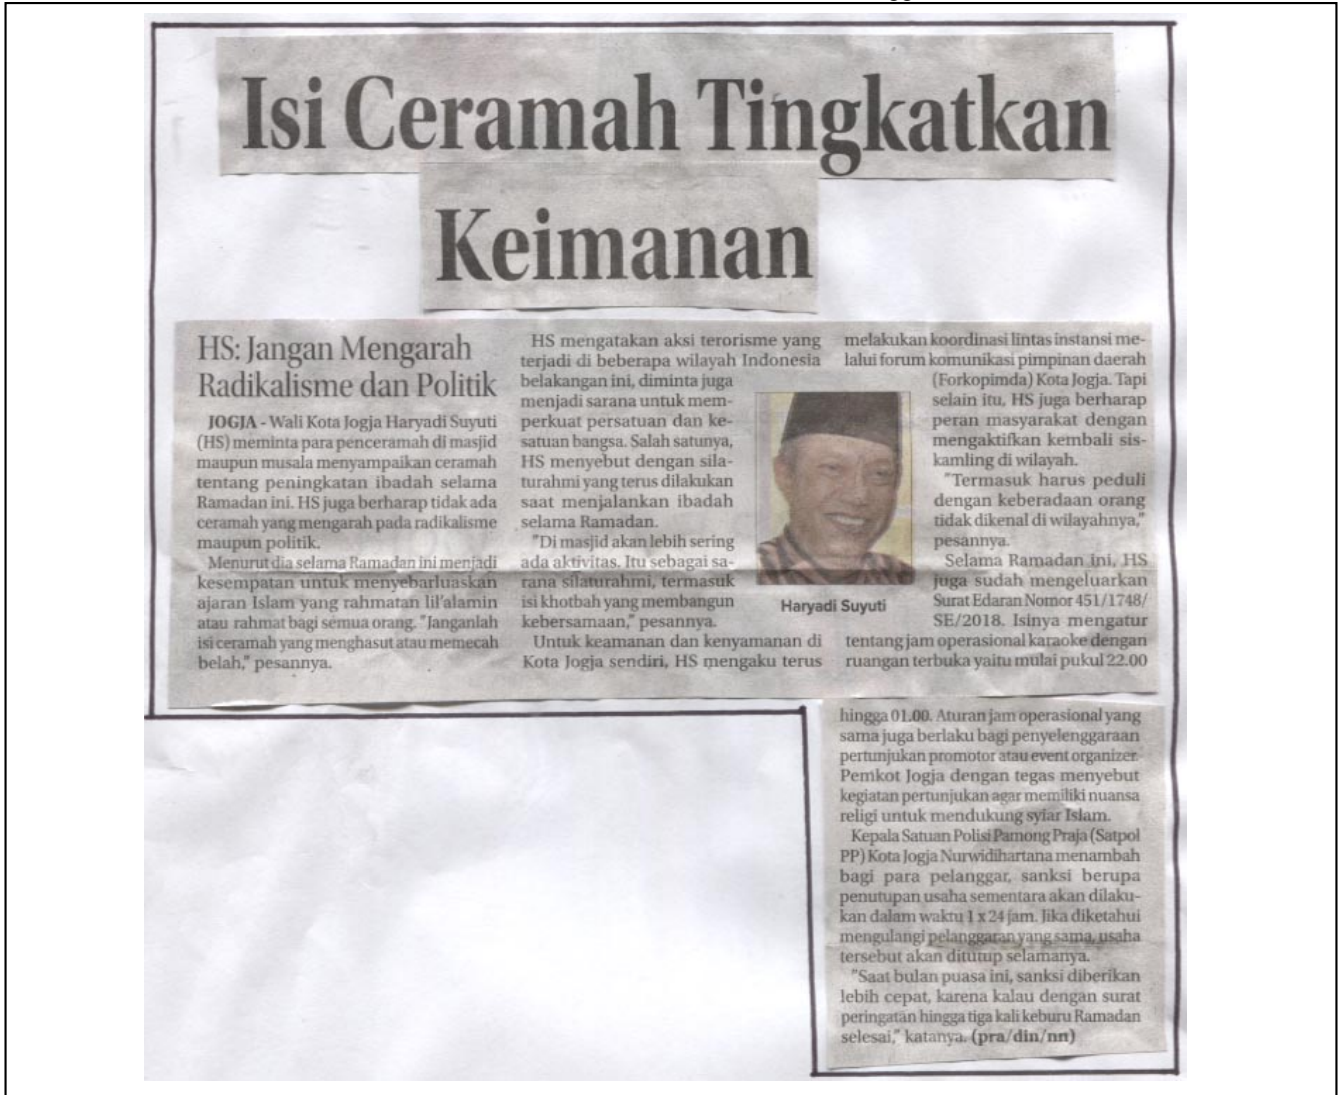 Isi Ceramah Tingkatkan
Keimanan
HS: Jangan Mengarah
Radikalisme dan Politik
JOGJA - Wali Kota Jogja Haryadi Suyuti
(HS) meminta para penceramah di masjid
maupun musala menyampaikan ceramah
tentang peningkatan ibadah selama
Ramadan ini. HS juga berharap tidak ada
ceramah yang mengarah pada radikalisme
maupun politik.
Menurut dia selama Ramadan ini menjadi
kesempatan untuk menyebarluaskan
ajaran Islam yang rahmatan lil'alamin
atau rahmat bagi semua orang. "Janganlah
isi ceramah yang menghasut atau memecah
belah," pesannya.
HS mengatakan aksi terorisme yang
terjadi di beberapa wilayah Indonesia
belakangan ini, diminta juga
menjadi sarana untuk mem-
perkuat persatuan dan ke-
satuan bangsa. Salah satunya,
HS menyebut dengan sila-
turahmi yang terus dilakukan
saat menjalankan ibadah
selama Ramadan.
"Di masjid akan lebih sering
ada aktivitas. Itu sebagai sa-
rana silaturahmi, termasuk
isi khotbah yang membangun
kebersamaan," pesannya.
Untuk keamanan dan kenyamanan di
Kota Jogja sendiri, HS mengaku terus
melakukan koordinasi lintas instansi me-
lalui forum komunikasi pimpinan daerah
(Forkopimda) Kota Jogja. Tapi
selain itu, HS juga berharap
peran masyarakat dengan
mengaktifkan kembali sis-
kamling di wilayah.
"Termasuk harus peduli
dengan keberadaan orang
tidak dikenal di wilayahnya,"
pesannya.
Selama Ramadan ini, HS
juga sudah mengeluarkan
Surat Edaran Nomor 451/1748/
SE/2018. Isinya mengatur
tentang jam operasional karaoke dengan
ruangan terbuka yaitu mulai pukul 22.00
Haryadi Suyuti
hingga 01.00. Aturan jam operasional yang
sama juga berlaku bagi penyelenggaraan
pertunjukan promotor atau event organizer.
Pemkot Jogja dengan tegas menyebut
kegiatan pertunjukan agar memiliki nuansa
religi untuk mendukung syiar Islam.
Kepala Satuan Polisi Pamong Praja (Satpol
PP) Kota Jogja Nurwidihartana menambah
bagi para pelanggar, sanksi berupa
penutupan usaha sementara akan dilaku-
kan dalam waktu 1 x 24 jam. Jika diketahui
mengulangi pelanggaran yang sama, usaha
tersebut akan ditutup selamanya.
"Saat bulan puasa ini, sanksi diberikan
lebih cepat, karena kalau dengan surat
peringatan hingga tiga kali keburu Ramadan
selesai," katanya. (pra/din/nn)